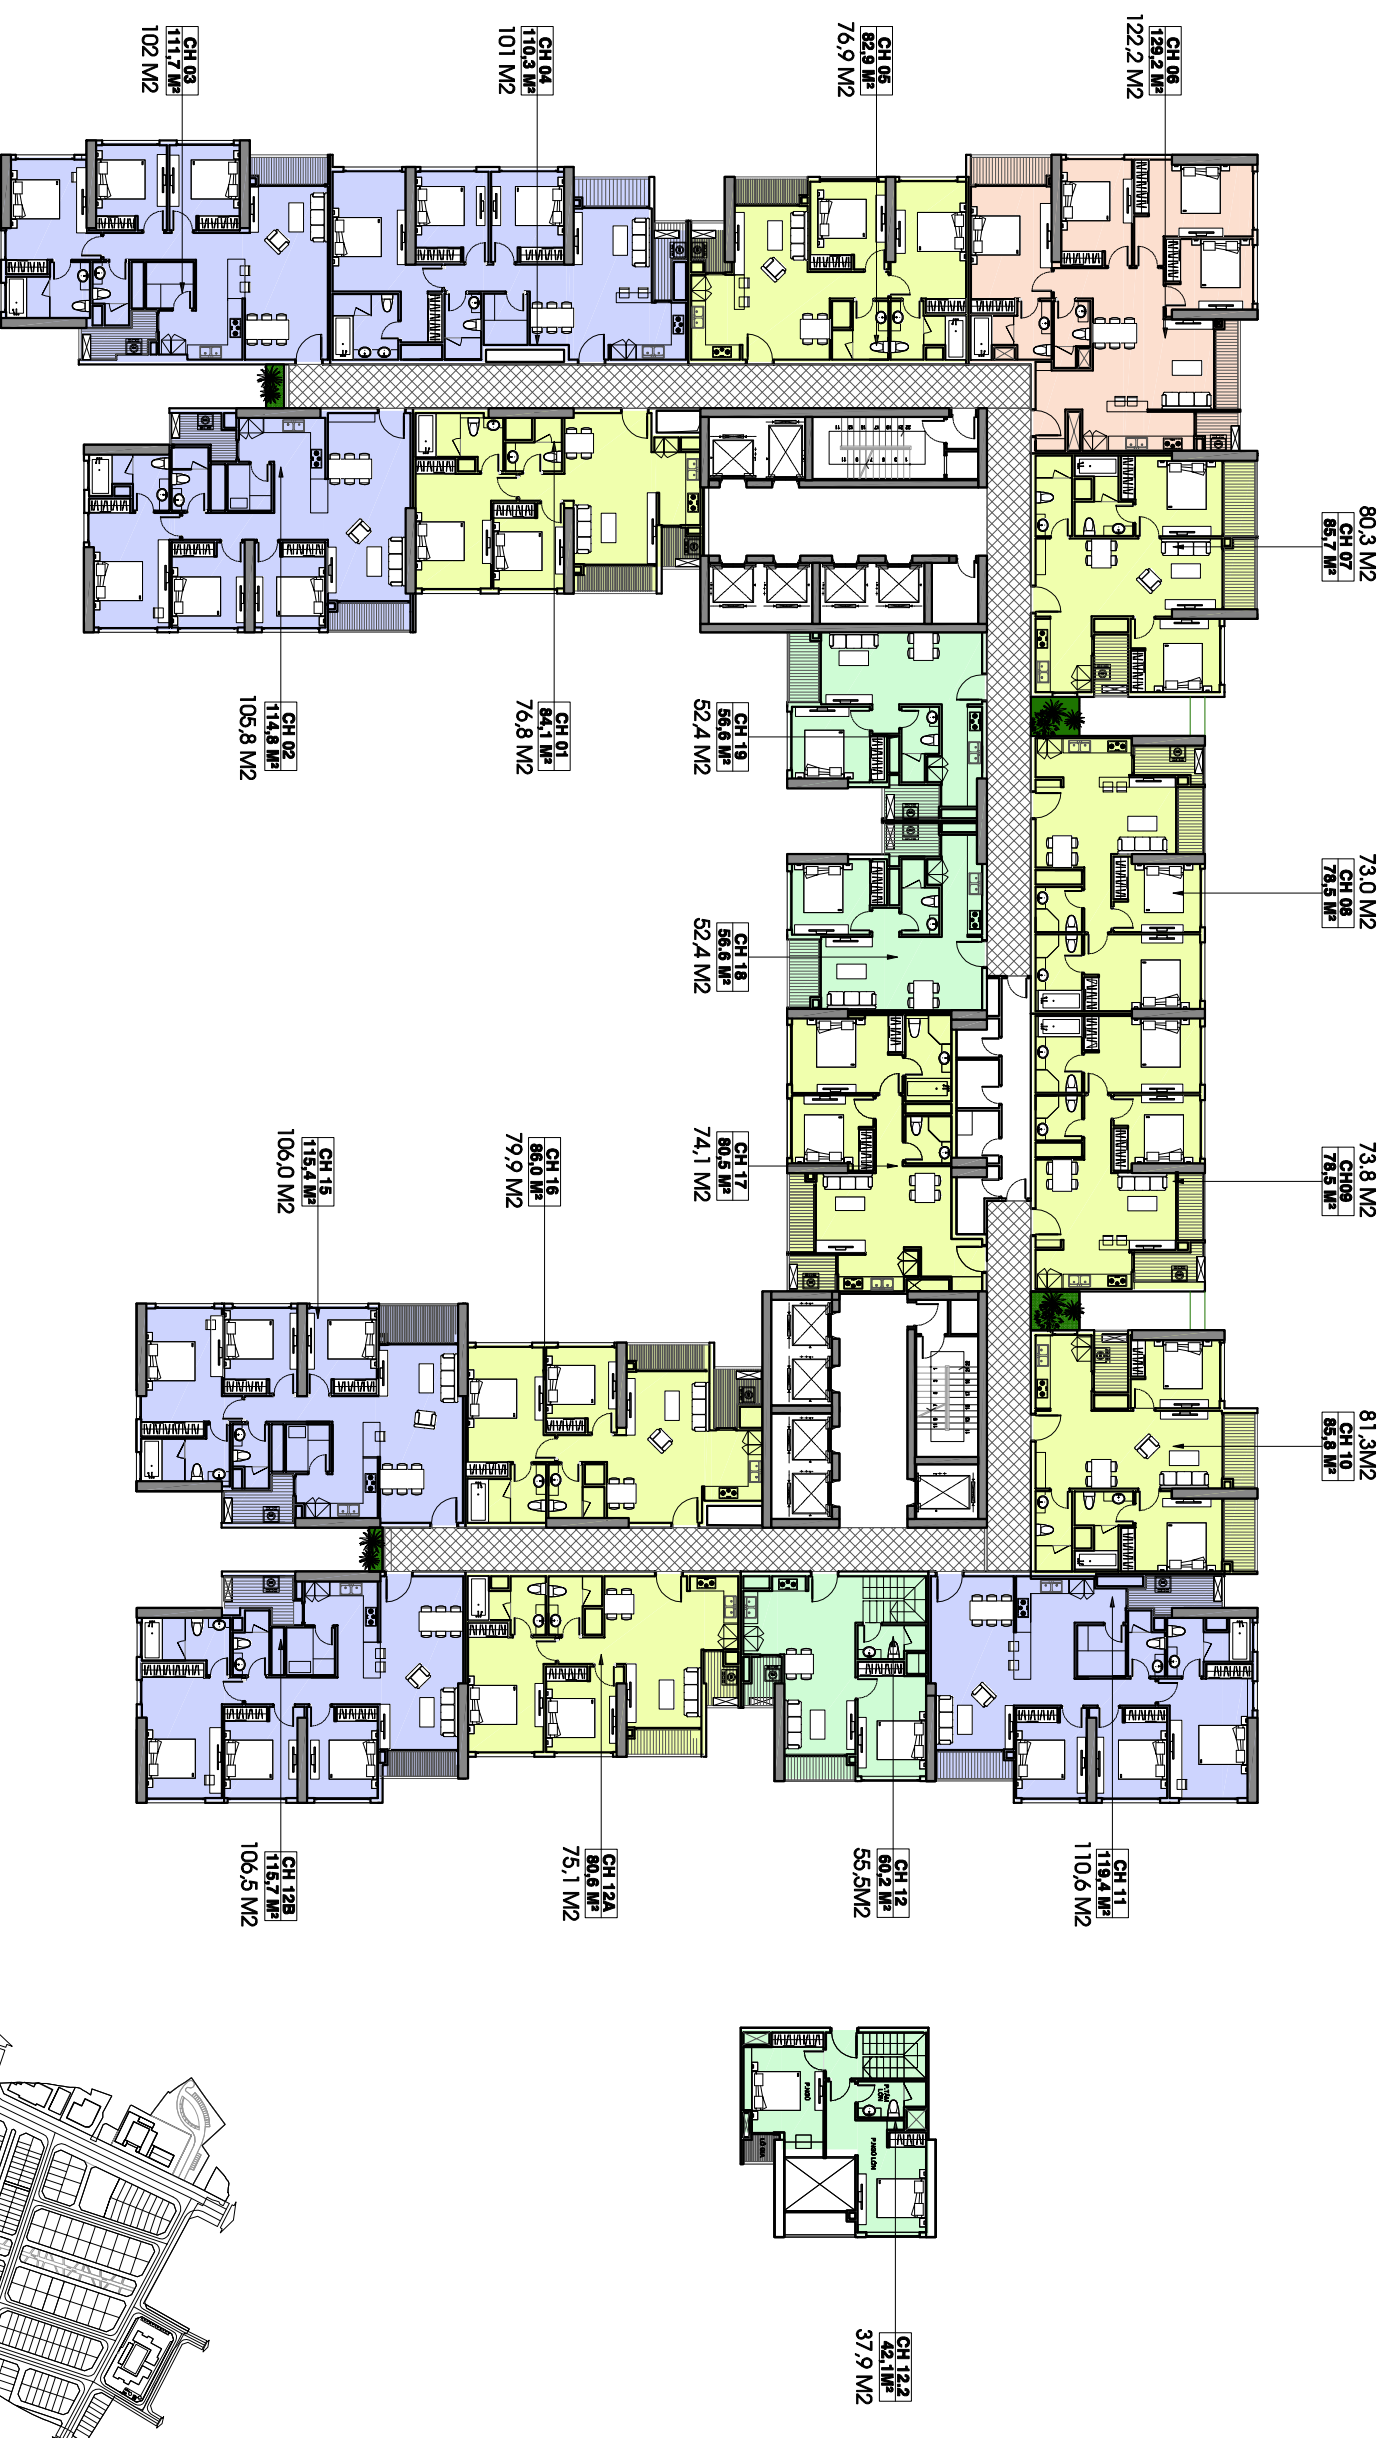 CH 03
111,7 M²
102 M2
CH 04
110,3 M²
101 M2
CH 05
82,9 M²
76,9 M2
CH 06
129,2 M²
122,2 M2
80,3 M2
CH 07
85,7 M²
CH 02
114,8 M²
105,8 M2
CH 01
84,1 M²
76,8 M2
CH 19
56,6 M²
52,4 M2
73.0 M2
CH 08
78,5 M²
CH 18
56.6 M²
52,4 M2
CH 15
115,4 M²
106,0 M2
CH 16
86,0 M²
79,9 M2
CH 17
80,5 M²
74,1 M2
73.8 M2
CH09
78,5 M²
81,3M2
CH 10
85,8 M²
CH 12B
115,7 M²
106,5 M2
CH 12A
80,6 M²
75,1 M2
CH 12
60,2 M²
55,5M2
CH 11
119,4 M²
110,6 M2
P.NGỦ
P.TẮM
LỚN
P.NGỦ LỚN
LÔ GIA
CH 12.2
42,1M²
37,9 M2